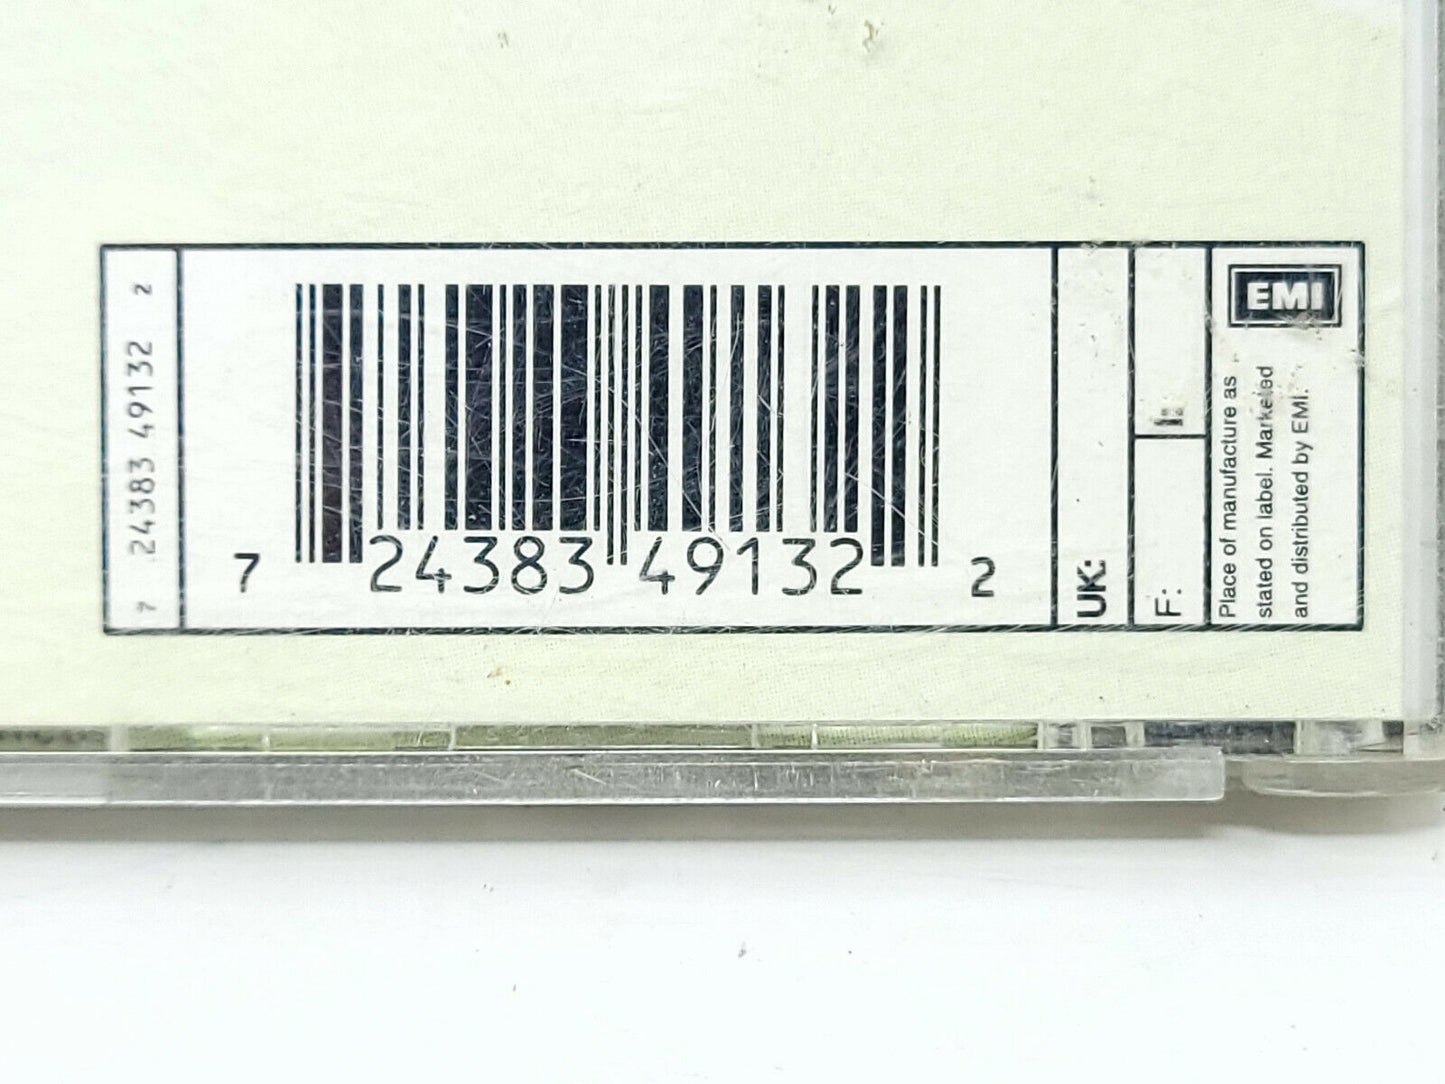 7 24383 49132 2
7 24383 49132 2
UK:
F:
EMI
Place of manufacture as
stated on label. Marketed
and distributed by EMI.